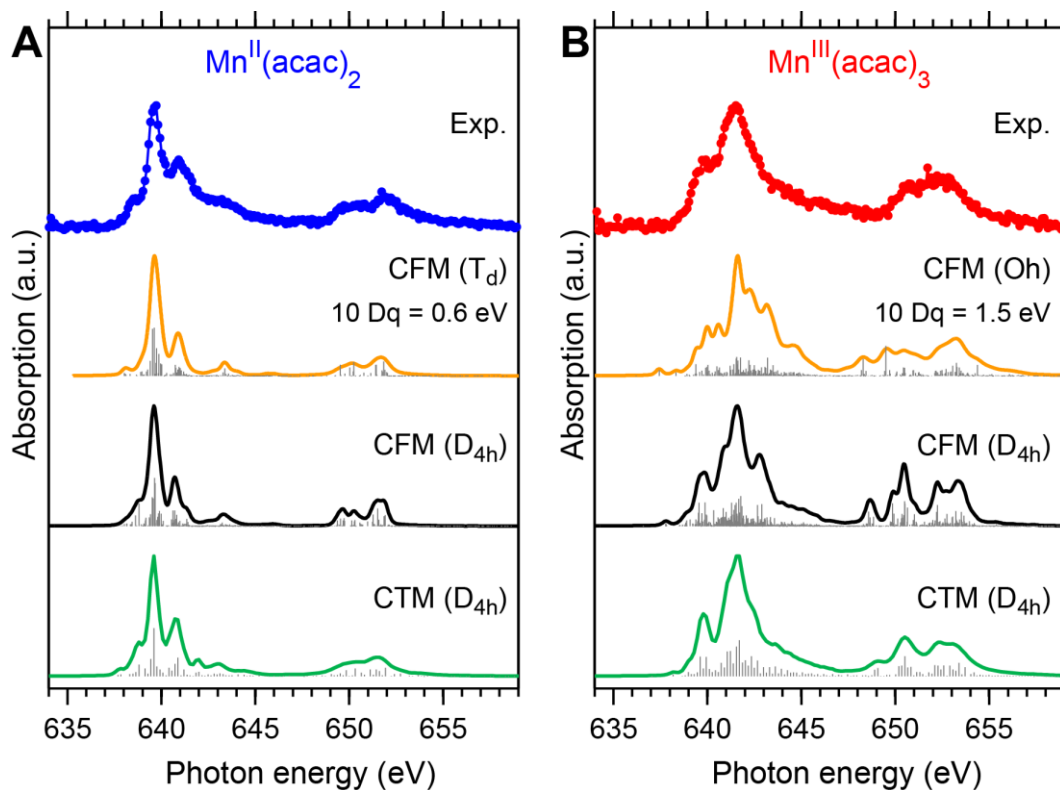 A
Mn^II(acac)_2
Exp.
CFM (T_d)
10 Dq = 0.6 eV
CFM (D_4h)
CTM (D_4h)
Absorption (a.u.)
635 640 645 650 655
Photon energy (eV)
B
Mn^III(acac)_3
Exp.
CFM (Oh)
10 Dq = 1.5 eV
CFM (D_4h)
CTM (D_4h)
Absorption (a.u.)
640 645 650 655
Photon energy (eV)